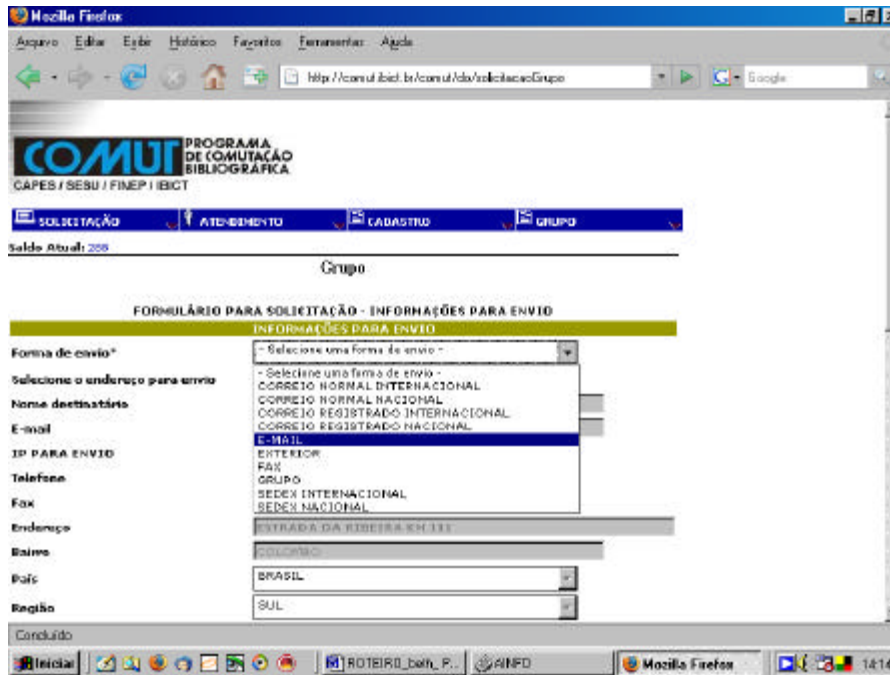 Mozilla Firefox
Arquivo Editar Exibir Histórico Favoritos Ferramentas Ajuda
http://comut.ibict.br/comut/do/solicitacaoGrupo
Google
COMUT PROGRAMA DE COMUTAÇÃO BIBLIOGRÁFICA
CAPES / SESU / FINEP / IBICT
SOLICITAÇÃO ATENDIMENTO CADASTRO GRUPO
Saldo Atual:
Grupo
FORMULÁRIO PARA SOLICITAÇÃO - INFORMAÇÕES PARA ENVIO
INFORMAÇÕES PARA ENVIO
Forma de envio* - Selecione uma forma de envio -
Selecione o endereço para envio - Selecione uma forma de envio -
CORREIO NORMAL INTERNACIONAL
Nome destinatário CORREIO NORMAL NACIONAL
CORREIO REGISTRADO INTERNACIONAL
E-mail CORREIO REGISTRADO NACIONAL
E-MAIL
IP PARA ENVIO EXTERIOR
FAX
Telefone GRUPO
SEDEX INTERNACIONAL
Fax SEDEX NACIONAL
Endereço ESTRADA DA RIBEIRA KM 111
Bairro COLOMBO
País BRASIL
Região SUL
Concluído
Iniciar ROTEIRO_beth_P... AINFO Mozilla Firefox 14:14